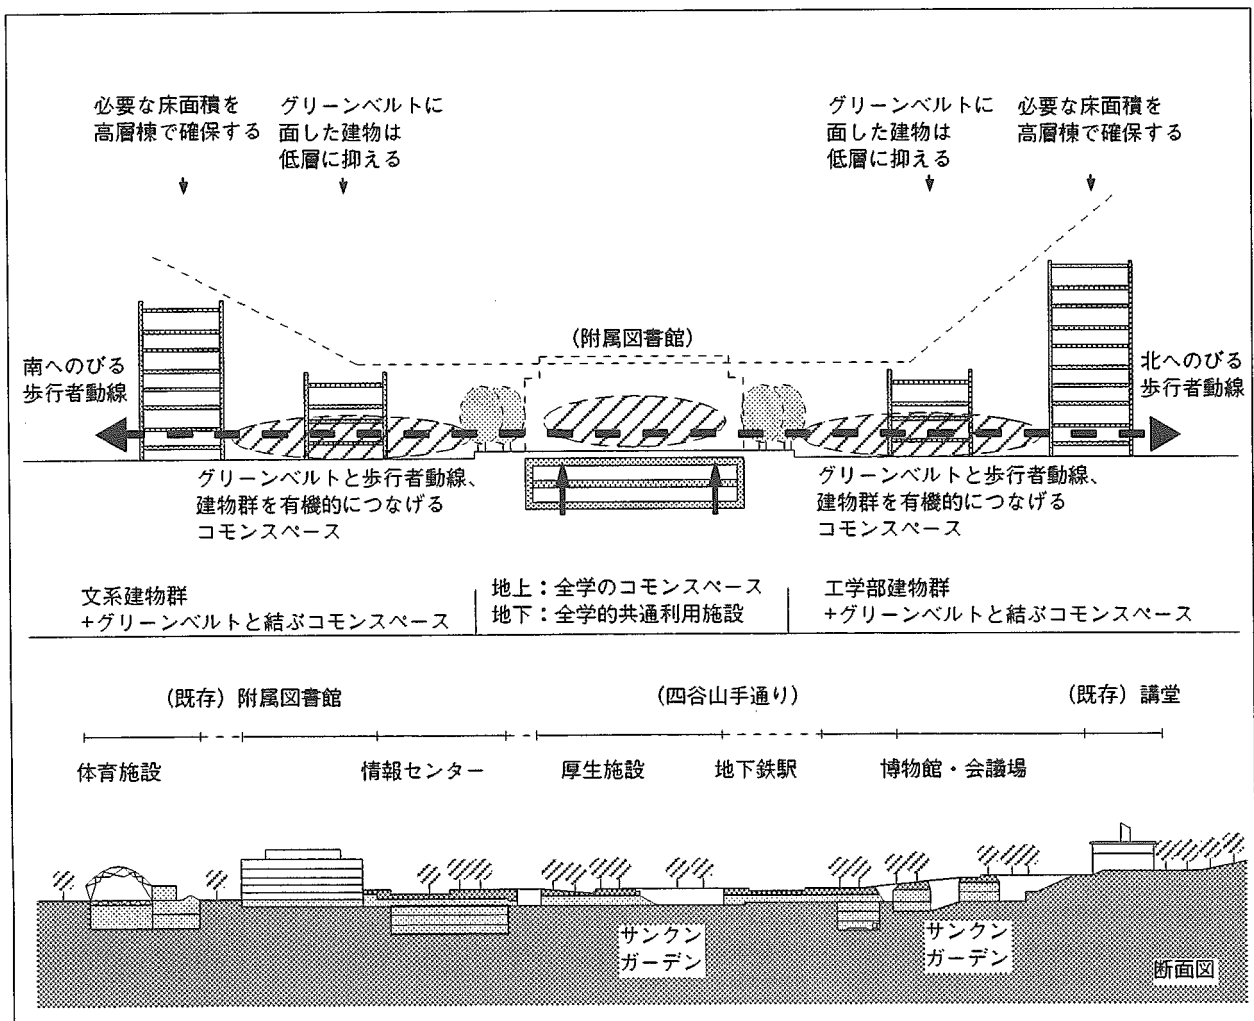 必要な床面積を
高層棟で確保する
グリーンベルトに
面した建物は
低層に抑える
グリーンベルトに
面した建物は
低層に抑える
必要な床面積を
高層棟で確保する
(附属図書館)
南へのびる
歩行者動線
北へのびる
歩行者動線
グリーンベルトと歩行者動線、
建物群を有機的につなげる
コモンスペース
グリーンベルトと歩行者動線、
建物群を有機的につなげる
コモンスペース
文系建物群
+グリーンベルトと結ぶコモンスペース
地上:全学のコモンスペース
地下:全学的共通利用施設
工学部建物群
+グリーンベルトと結ぶコモンスペース
(既存)附属図書館
(四谷山手通り)
(既存)講堂
体育施設
情報センター
厚生施設
地下鉄駅
博物館・会議場
サンクン
ガーデン
サンクン
ガーデン
断面図